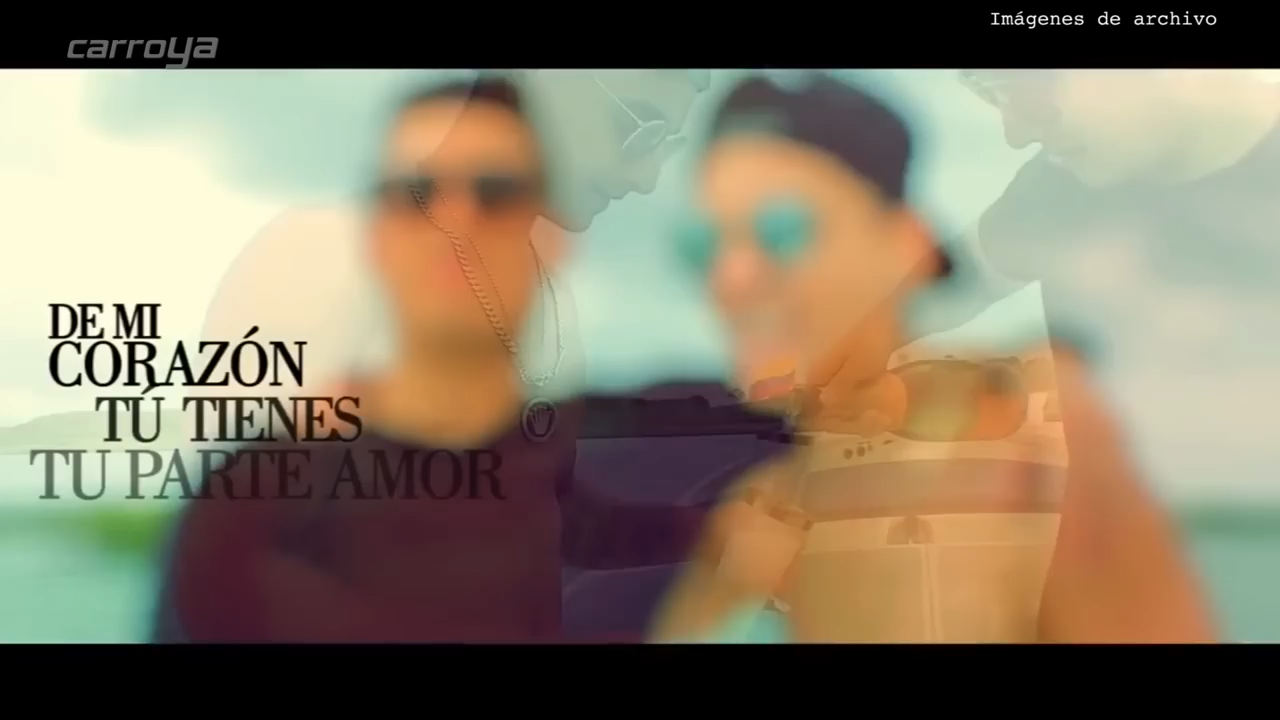 carroya
Imágenes de archivo
DE MI
CORAZÓN
TÚ TIENES
TU PARTE AMOR